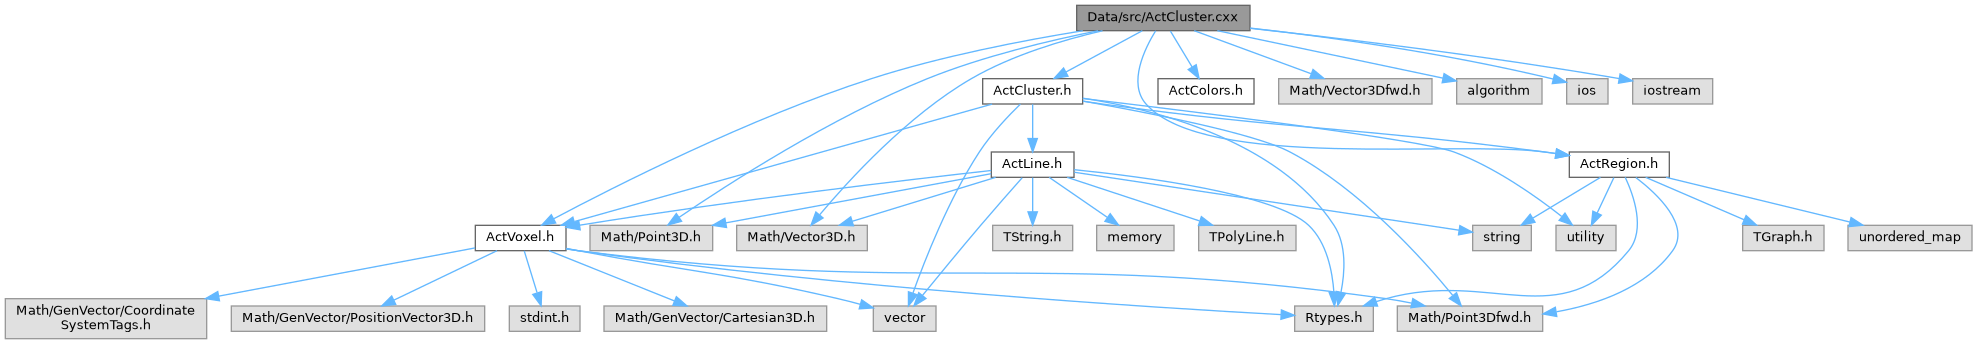 Data/src/ActCluster.cxx
ActCluster.h
ActColors.h
Math/Vector3Dfwd.h
algorithm
ios
iostream
ActLine.h
ActRegion.h
ActVoxel.h
Math/Point3D.h
Math/Vector3D.h
TString.h
memory
TPolyLine.h
string
utility
TGraph.h
unordered_map
Math/GenVector/Coordinate
SystemTags.h
Math/GenVector/PositionVector3D.h
stdint.h
Math/GenVector/Cartesian3D.h
vector
Rtypes.h
Math/Point3Dfwd.h